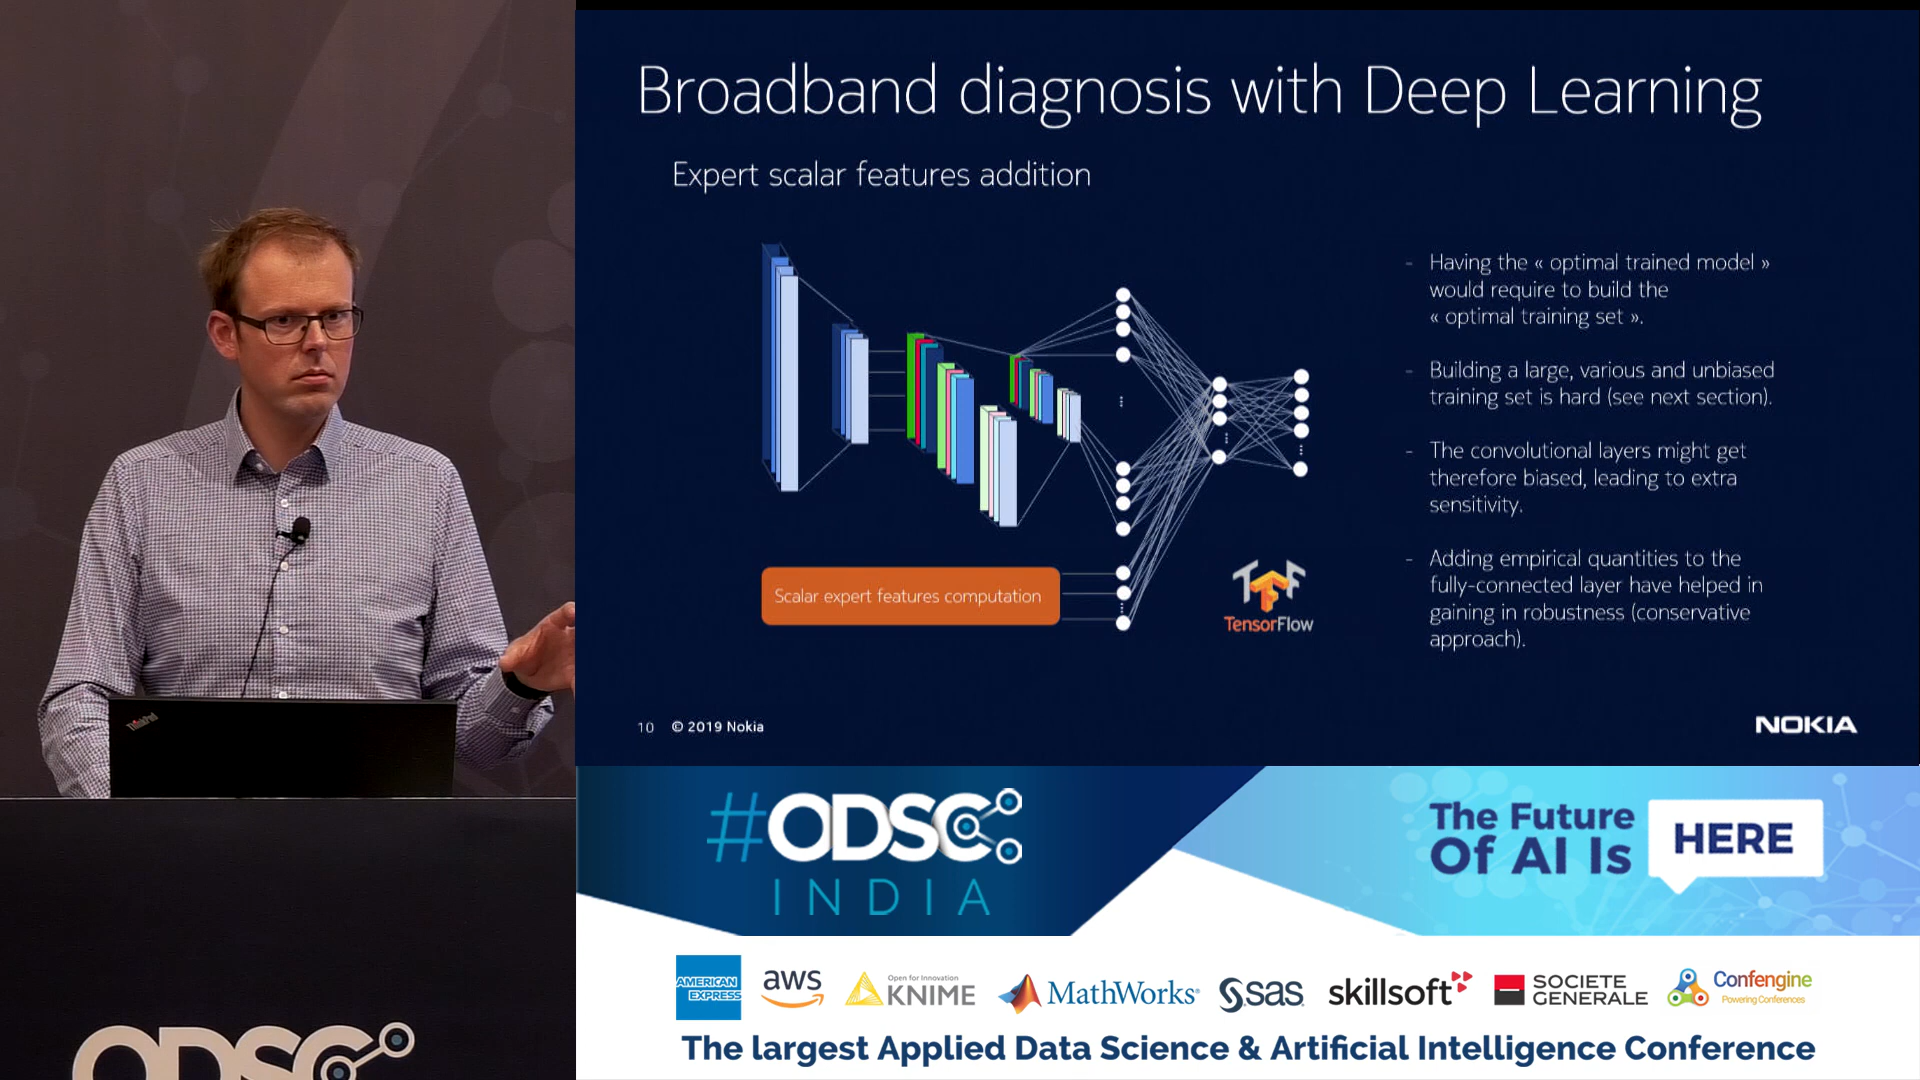 Broadband diagnosis with Deep Learning
Expert scalar features addition
- Having the « optimal trained model »
would require to build the
« optimal training set ».
- Building a large, various and unbiased
training set is hard (see next section).
- The convolutional layers might get
therefore biased, leading to extra
sensitivity.
- Adding empirical quantities to the
fully-connected layer have helped in
gaining in robustness (conservative
approach).
Scalar expert features computation
TF
TensorFlow
10 © 2019 Nokia
NOKIA
ThinkPad
ODSC
#ODSC
INDIA
The Future
Of AI Is
HERE
AMERICAN
EXPRESS
aws
Open for Innovation
KNIME
MathWorks®
sas
skillsoft
SOCIETE
GENERALE
Confengine
Powering Conferences
The largest Applied Data Science & Artificial Intelligence Conference